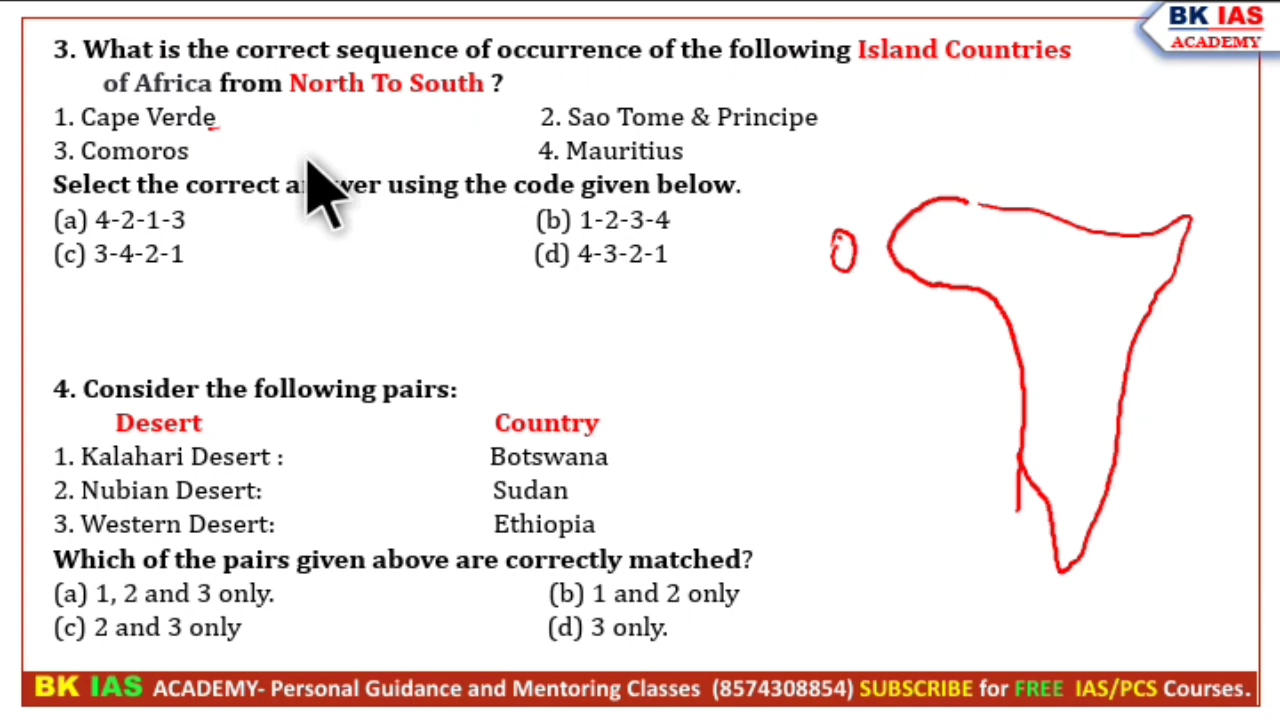 BK IAS
ACADEMY
3. What is the correct sequence of occurrence of the following Island Countries
of Africa from North To South ?
1. Cape Verde 2. Sao Tome & Principe
3. Comoros 4. Mauritius
Select the correct answer using the code given below.
(a) 4-2-1-3 (b) 1-2-3-4
(c) 3-4-2-1 (d) 4-3-2-1
4. Consider the following pairs:
Desert Country
1. Kalahari Desert : Botswana
2. Nubian Desert: Sudan
3. Western Desert: Ethiopia
Which of the pairs given above are correctly matched?
(a) 1, 2 and 3 only. (b) 1 and 2 only
(c) 2 and 3 only (d) 3 only.
BK IAS ACADEMY- Personal Guidance and Mentoring Classes (8574308854) SUBSCRIBE for FREE IAS/PCS Courses.